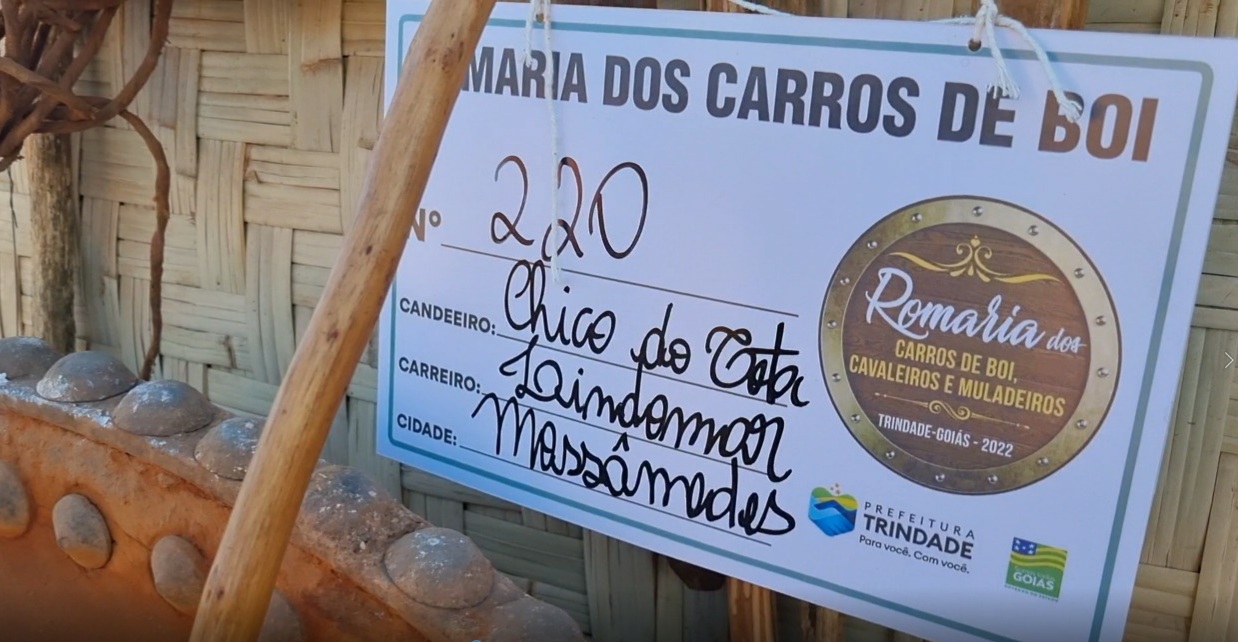 MARIA DOS CARROS DE BOI
Nº 220
CANDEEIRO: Chico do Tota
CARREIRO: Laindomar
CIDADE: Mossâmedes
Romaria dos
CARROS DE BOI,
CAVALEIROS E MULADEIROS
TRINDADE-GOIÁS - 2022
PREFEITURA
TRINDADE
Para você. Com você.
GOIÁS